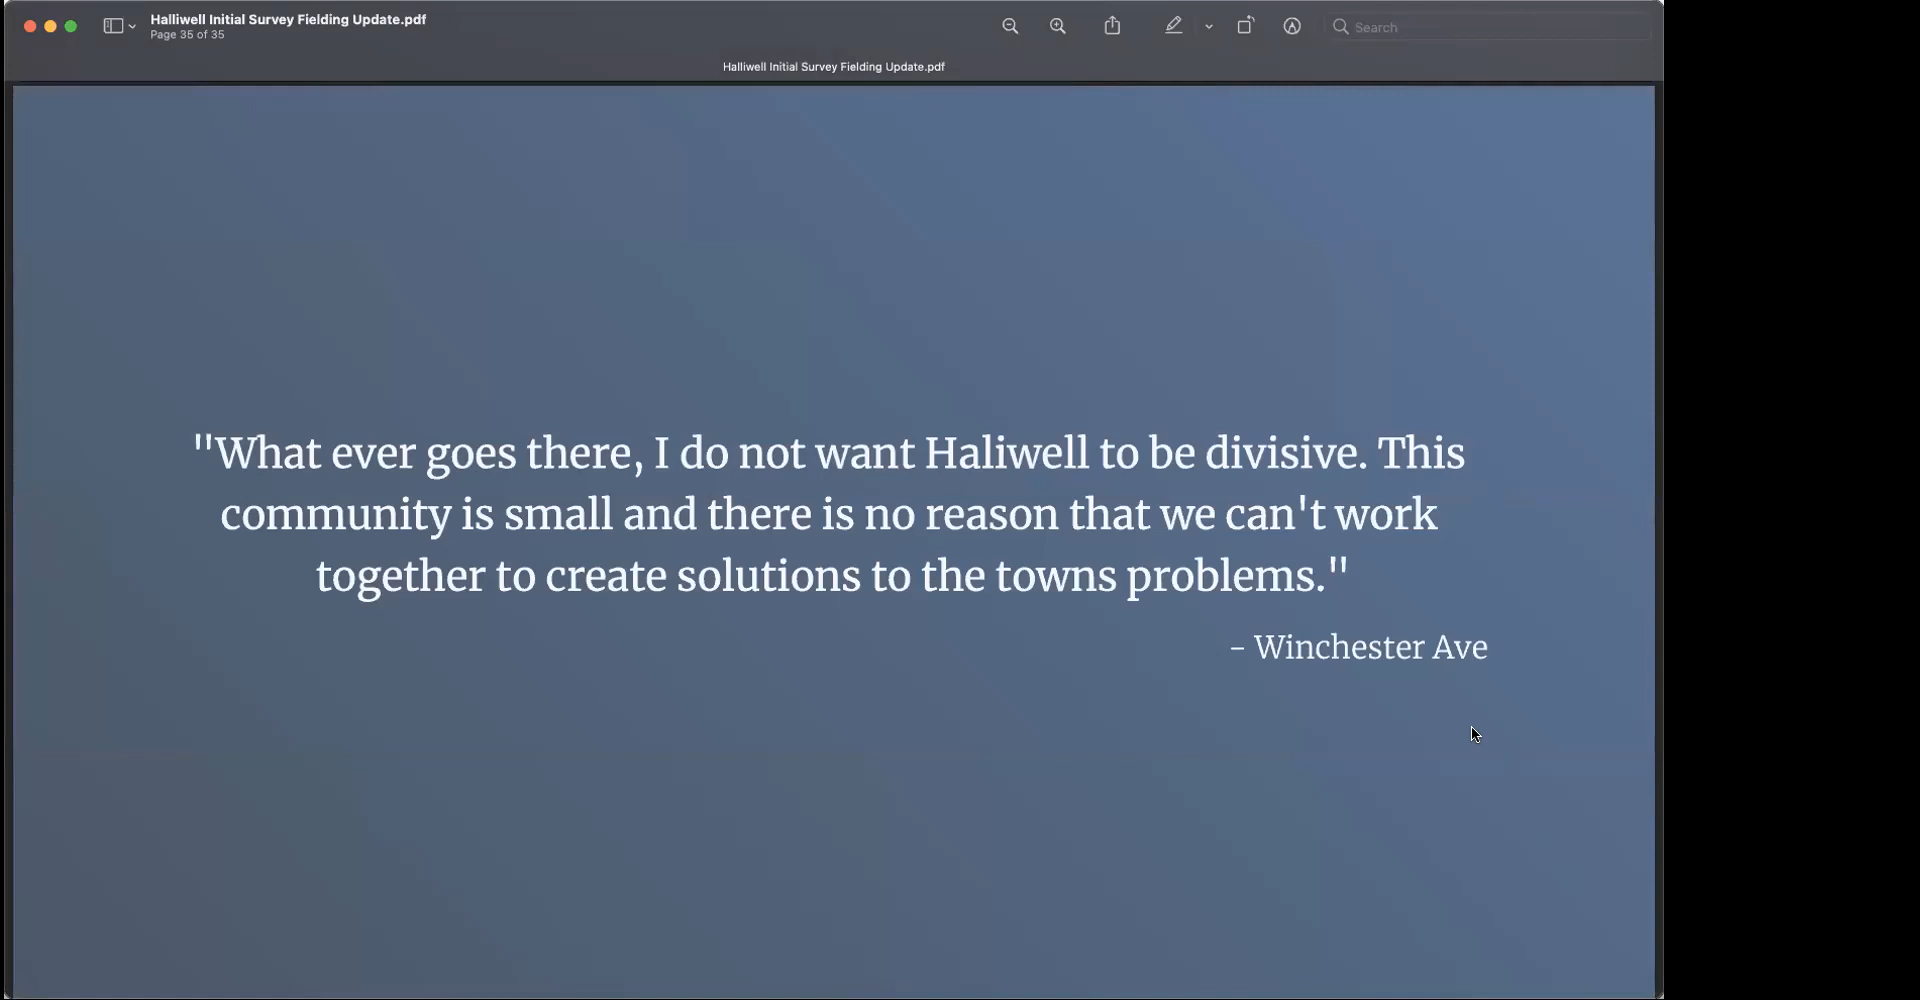 Halliwell Initial Survey Fielding Update.pdf
Page 35 of 35
Search
Halliwell Initial Survey Fielding Update.pdf
"What ever goes there, I do not want Haliwell to be divisive. This
community is small and there is no reason that we can't work
together to create solutions to the towns problems."
– Winchester Ave